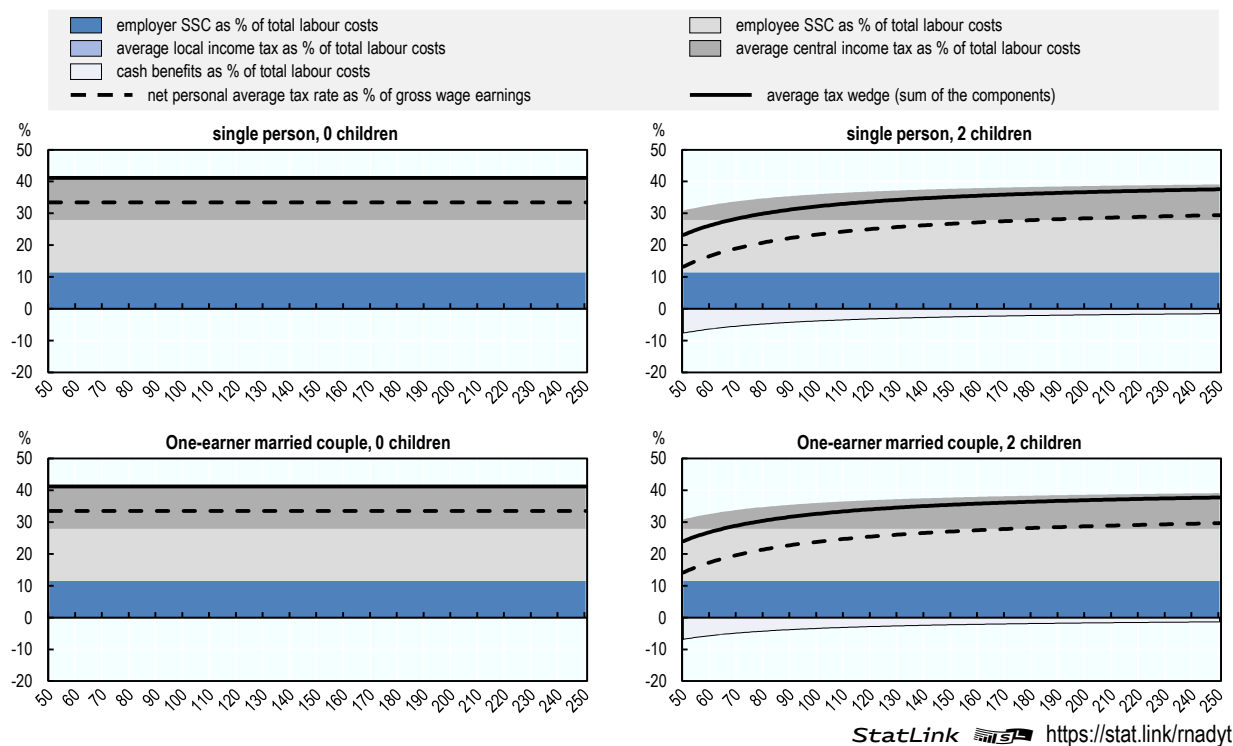 employer SSC as % of total labour costs
employee SSC as % of total labour costs
average local income tax as % of total labour costs
average central income tax as % of total labour costs
cash benefits as % of total labour costs
net personal average tax rate as % of gross wage earnings
average tax wedge (sum of the components)
%
single person, 0 children
50
40
30
20
10
0
-10
-20
50 60 70 80 90 100 110 120 130 140 150 160 170 180 190 200 210 220 230 240 250
%
single person, 2 children
50
40
30
20
10
0
-10
-20
50 60 70 80 90 100 110 120 130 140 150 160 170 180 190 200 210 220 230 240 250
%
One-earner married couple, 0 children
50
40
30
20
10
0
-10
-20
50 60 70 80 90 100 110 120 130 140 150 160 170 180 190 200 210 220 230 240 250
%
One-earner married couple, 2 children
50
40
30
20
10
0
-10
-20
50 60 70 80 90 100 110 120 130 140 150 160 170 180 190 200 210 220 230 240 250
StatLink https://stat.link/rnadyt